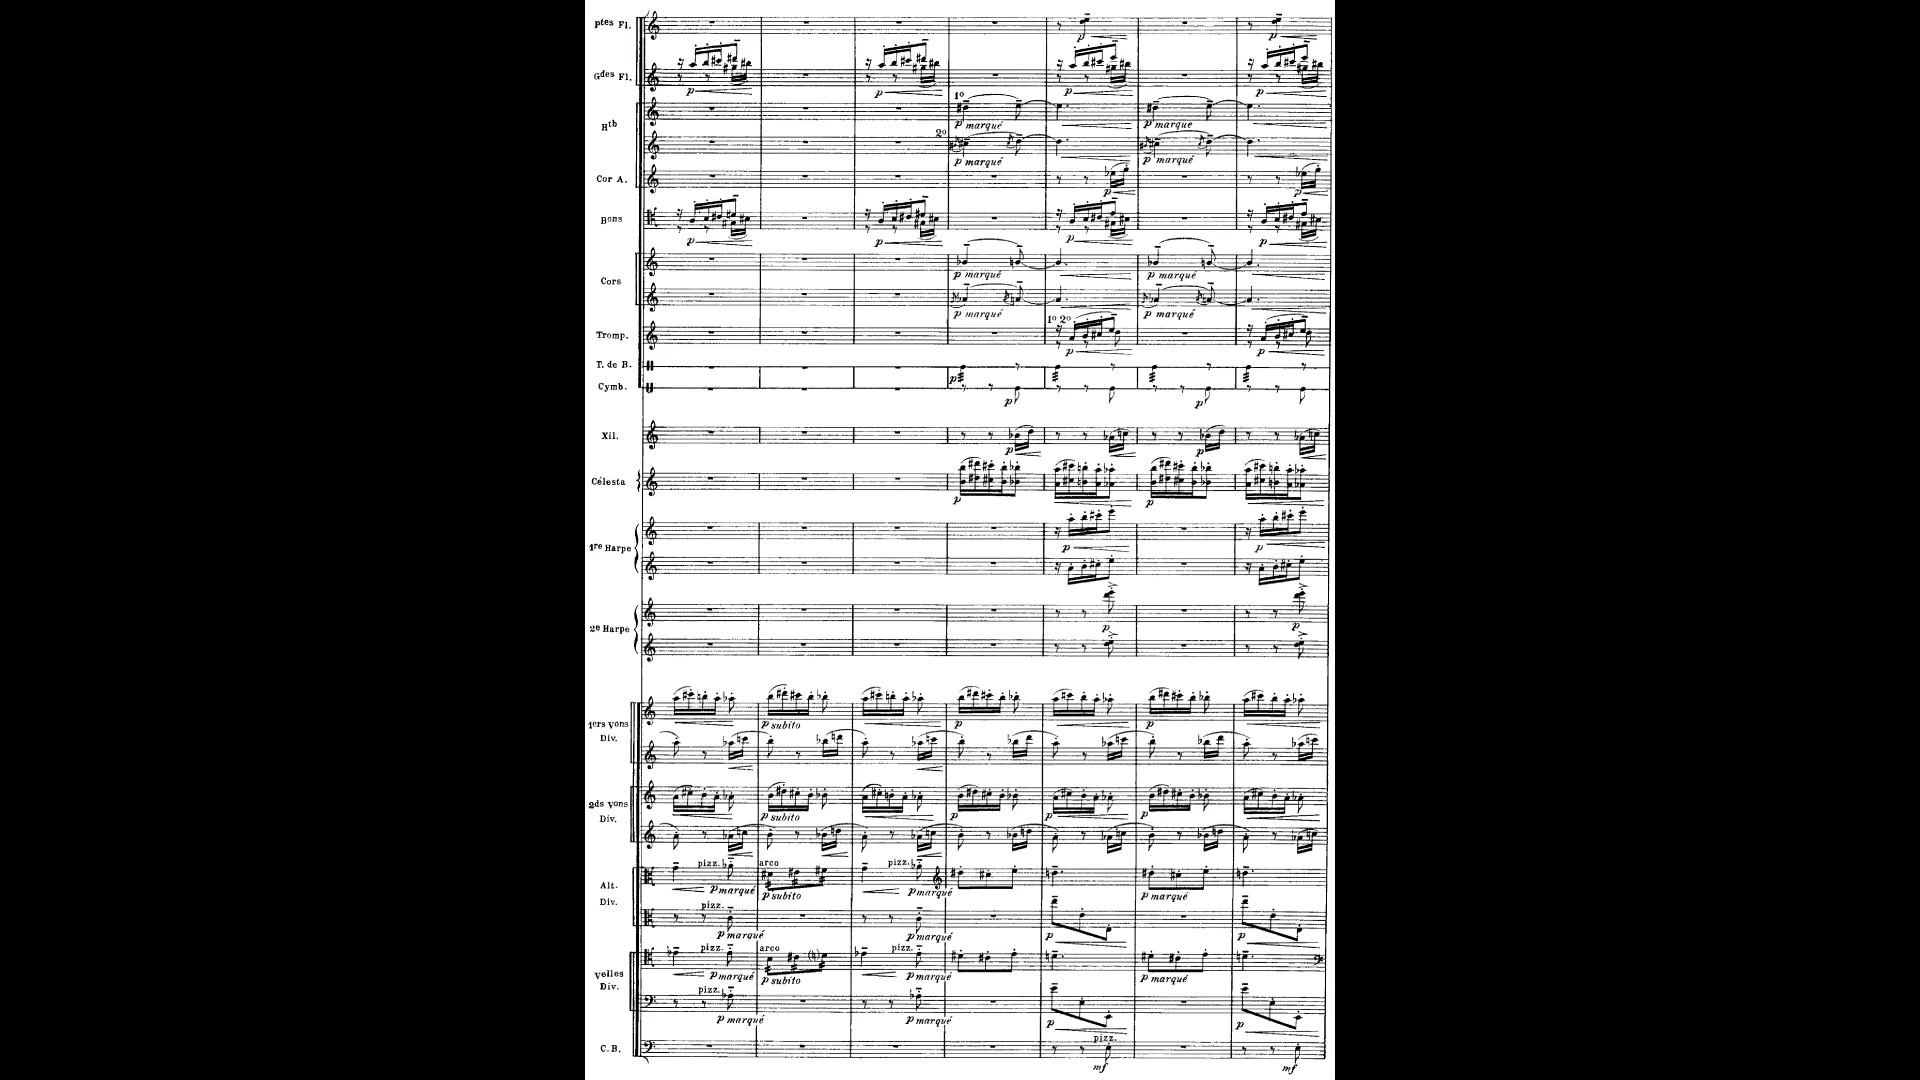 Ptes Fl.
Gdes Fl.
p p p p
1º
Htb
p marqué p marqué
2º
p marqué p marqué
Cor A.
p p
Bons
p p p p
Cors
p marqué p marqué
p marqué p marqué
1º 2º
Tromp.
p p
T. de B.
p
Cymb.
p p
Xil.
p p
Célesta
p p
1re Harpe
p p
2e Harpe
p p
1ers Vons
Div.
p subito p p
2ds Vons
Div.
p subito p p p
pizz. arco pizz.
Alt.
Div.
p marqué p subito p marqué p marqué
pizz.
p marqué p marqué p p
pizz. arco pizz.
Velles
Div.
p marqué p subito p marqué p marqué
pizz.
p marqué p marqué p p
pizz.
C.B.
mf mf